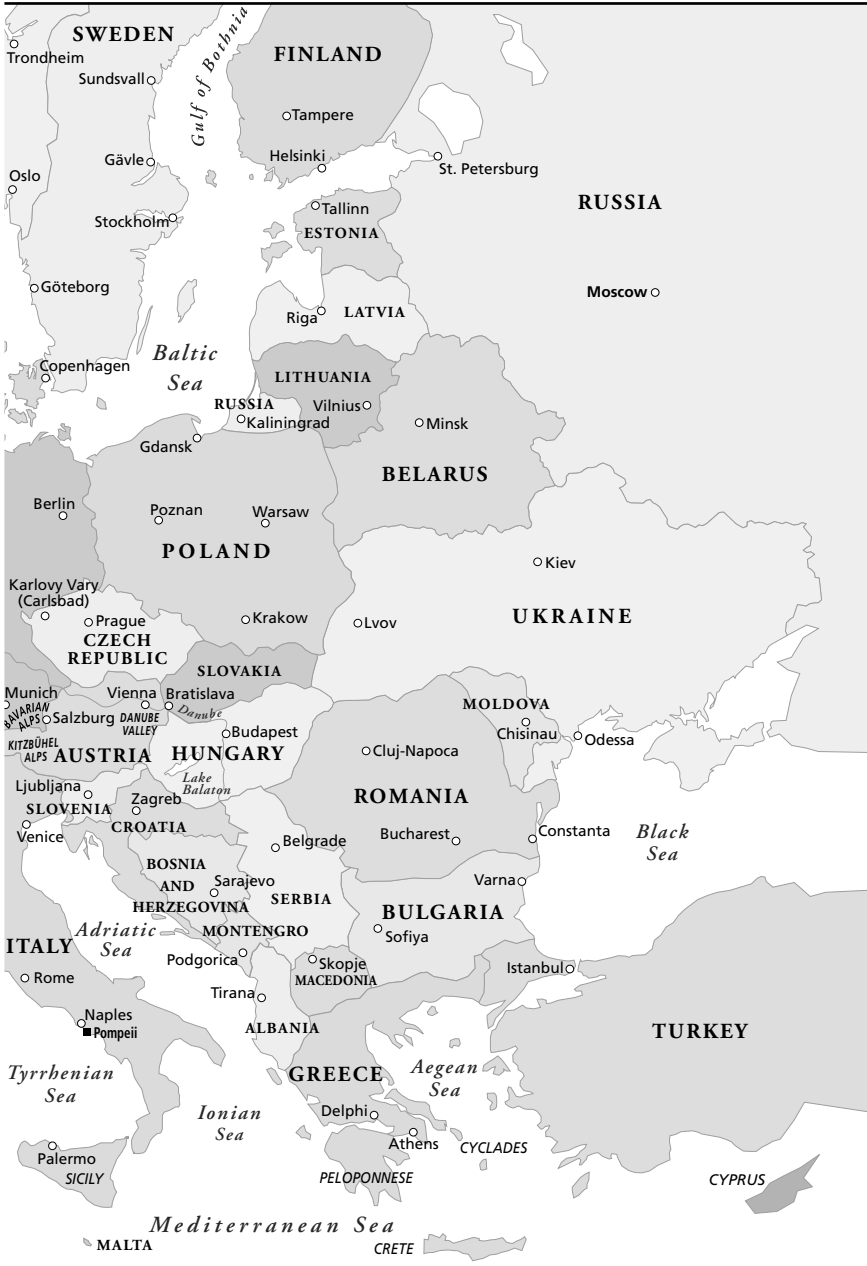 SWEDEN
Trondheim
Sundsvall
Gulf of Bothnia
FINLAND
Tampere
Gävle
Helsinki
St. Petersburg
Oslo
RUSSIA
Stockholm
Tallinn
ESTONIA
Göteborg
Moscow
Riga
LATVIA
Baltic
Sea
Copenhagen
LITHUANIA
RUSSIA
Vilnius
Kaliningrad
Minsk
Gdansk
BELARUS
Berlin
Poznan
Warsaw
POLAND
Kiev
Karlovy Vary
(Carlsbad)
Prague
Krakow
Lvov
UKRAINE
CZECH
REPUBLIC
SLOVAKIA
Munich
Vienna
Bratislava
MOLDOVA
BAVARIAN
ALPS
Salzburg
DANUBE
VALLEY
Danube
Budapest
Chisinau
Odessa
KITZBÜHEL
ALPS
AUSTRIA
HUNGARY
Cluj-Napoca
Lake
Balaton
Ljubljana
Zagreb
ROMANIA
SLOVENIA
CROATIA
Venice
Belgrade
Bucharest
Constanta
Black
Sea
BOSNIA
AND
HERZEGOVINA
Sarajevo
SERBIA
Varna
BULGARIA
Adriatic
Sea
MONTENGRO
Sofiya
ITALY
Podgorica
Skopje
MACEDONIA
Istanbul
Rome
Tirana
Naples
Pompeii
ALBANIA
TURKEY
Tyrrhenian
Sea
GREECE
Aegean
Sea
Ionian
Sea
Delphi
Athens
CYCLADES
Palermo
SICILY
PELOPONNESE
CYPRUS
Mediterranean Sea
MALTA
CRETE